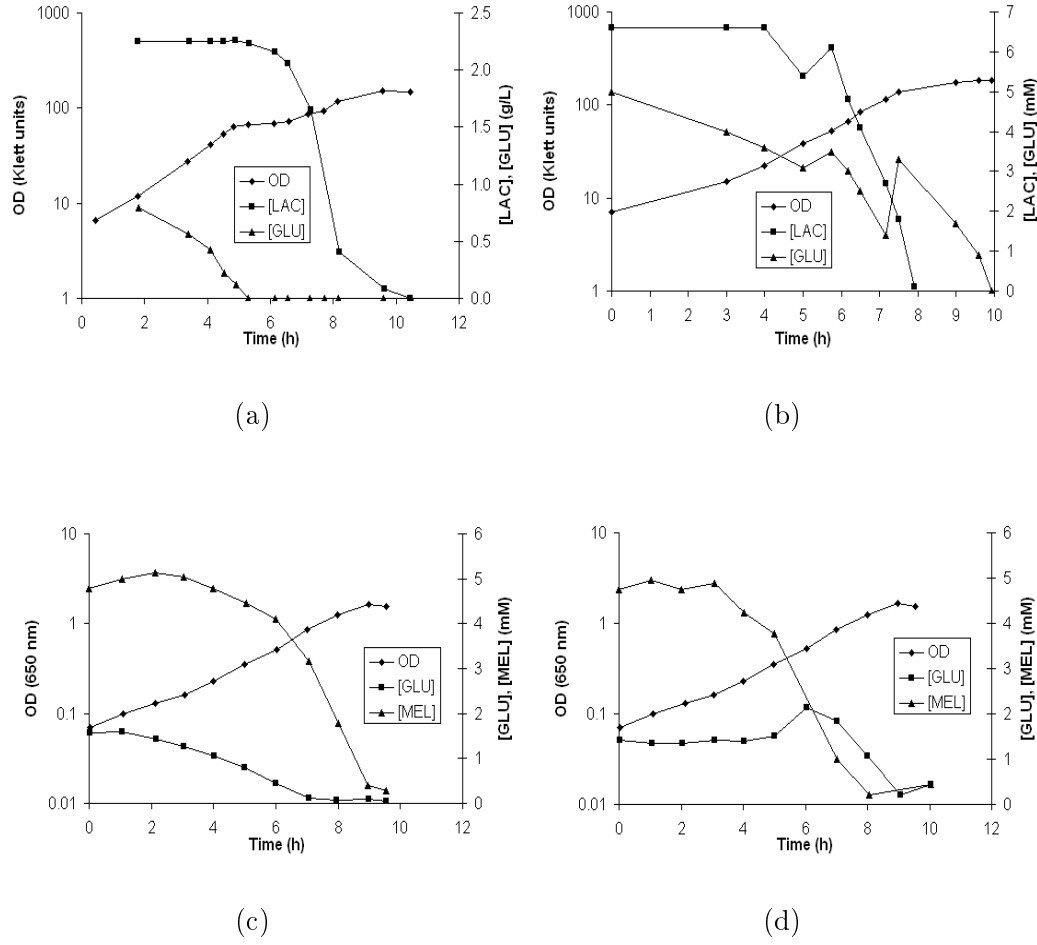 1000
100
10
1
OD (Klett units)
2.5
2.0
1.5
1.0
0.5
0.0
[LAC], [GLU] (g/L)
OD
[LAC]
[GLU]
0 2 4 6 8 10 12
Time (h)
(a)
1000
100
10
1
OD (Klett units)
7
6
5
4
3
2
1
0
[LAC], [GLU] (mM)
OD
[LAC]
[GLU]
0 1 2 3 4 5 6 7 8 9 10
Time (h)
(b)
10
1
0.1
0.01
OD (650 nm)
6
5
4
3
2
1
0
[GLU], [MEL] (mM)
OD
[GLU]
[MEL]
0 2 4 6 8 10 12
Time (h)
(c)
10
1
0.1
0.01
OD (650 nm)
6
5
4
3
2
1
0
[GLU], [MEL] (mM)
OD
[GLU]
[MEL]
0 2 4 6 8 10 12
Time (h)
(d)